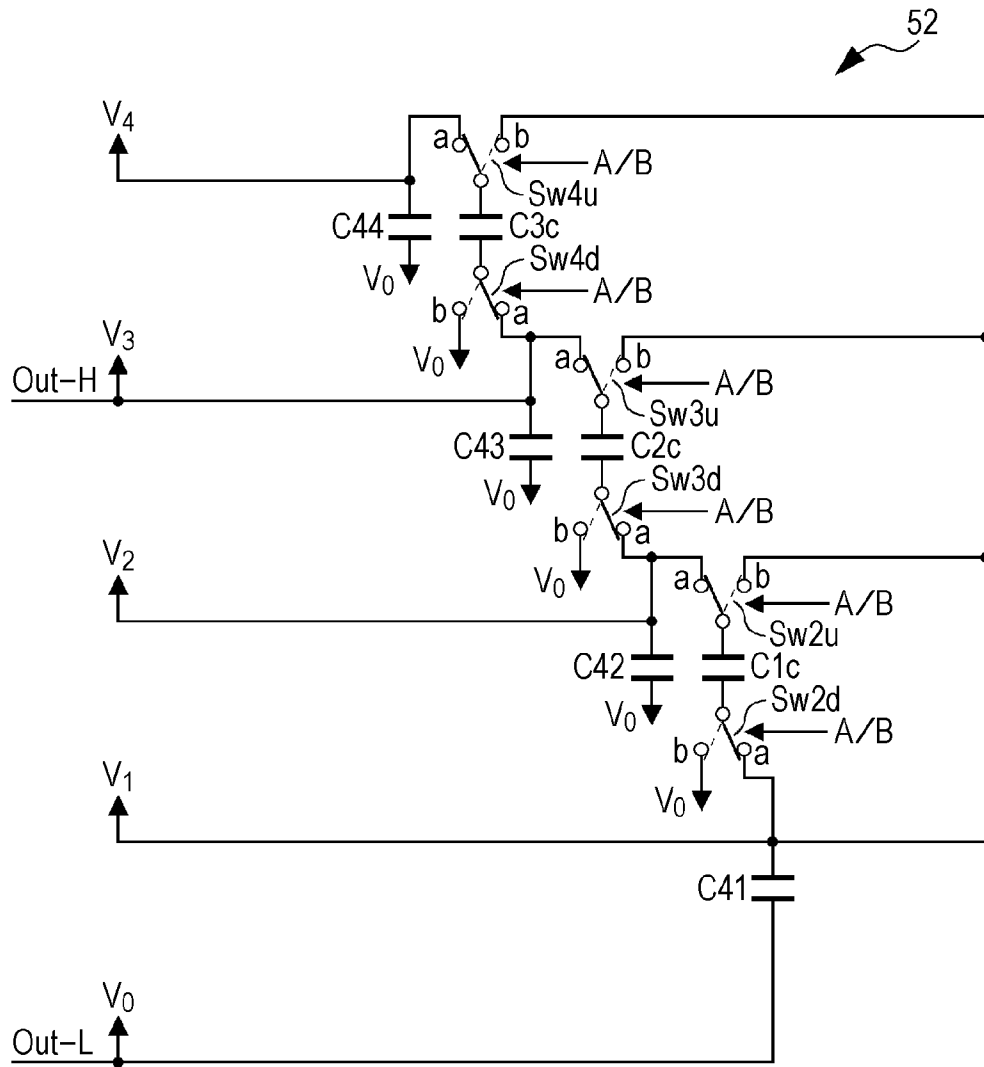 52
V₄
a b
A/B
Sw4u
C44
C3c
V₀
Sw4d
A/B
b a
V₀
V₃
a b
Out-H
A/B
Sw3u
C43
C2c
V₀
Sw3d
A/B
b a
V₀
V₂
a b
A/B
Sw2u
C42
C1c
V₀
Sw2d
A/B
b a
V₀
V₁
C41
V₀
Out-L